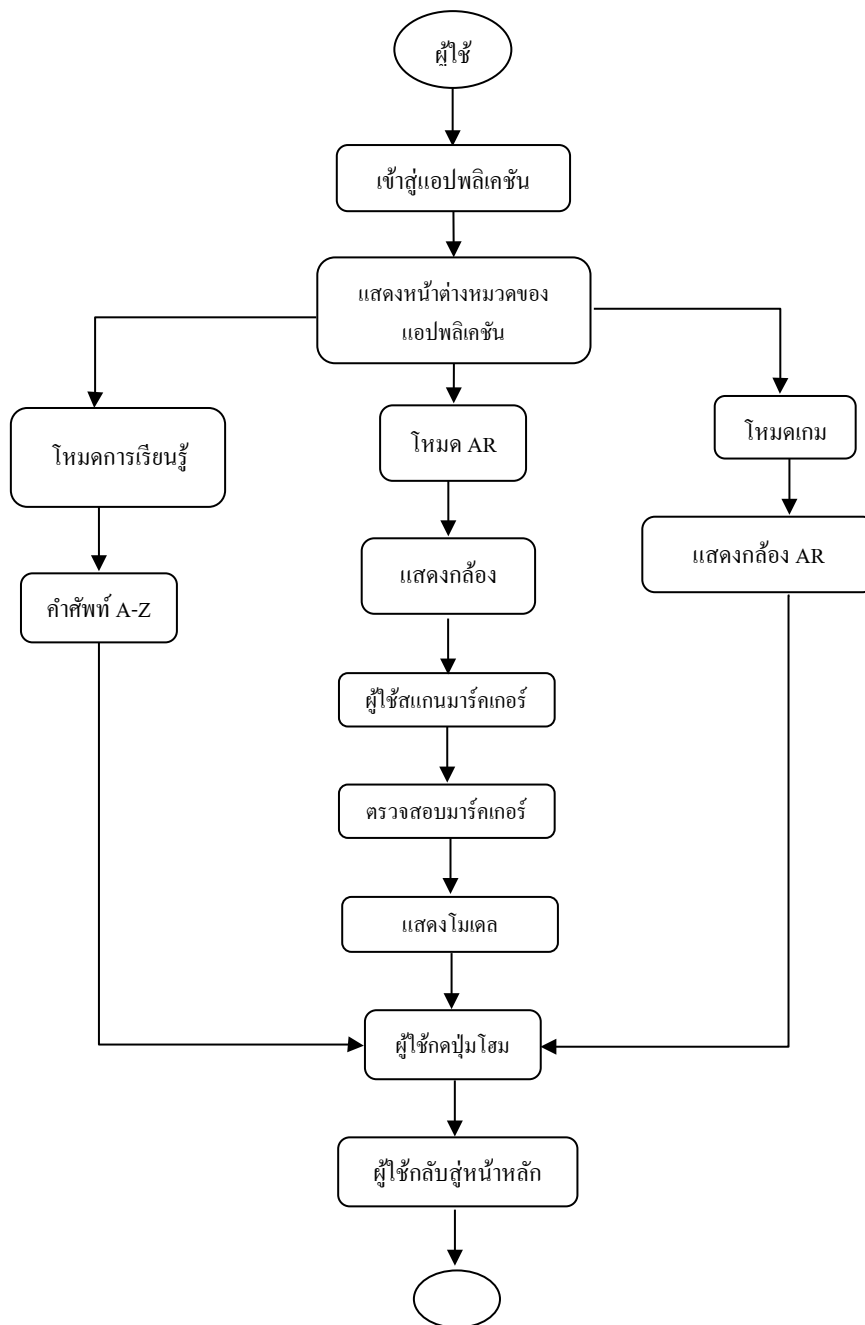 ผู้ใช้
เข้าสู่แอปพลิเคชัน
แสดงหน้าต่างหมวดของ
แอปพลิเคชัน
โหมดการเรียนรู้
คำศัพท์ A-Z
โหมด AR
แสดงกล้อง
ผู้ใช้สแกนมาร์คเกอร์
ตรวจสอบมาร์คเกอร์
แสดงโมเดล
โหมดเกม
แสดงกล้อง AR
ผู้ใช้กดปุ่มโฮม
ผู้ใช้กลับสู่หน้าหลัก